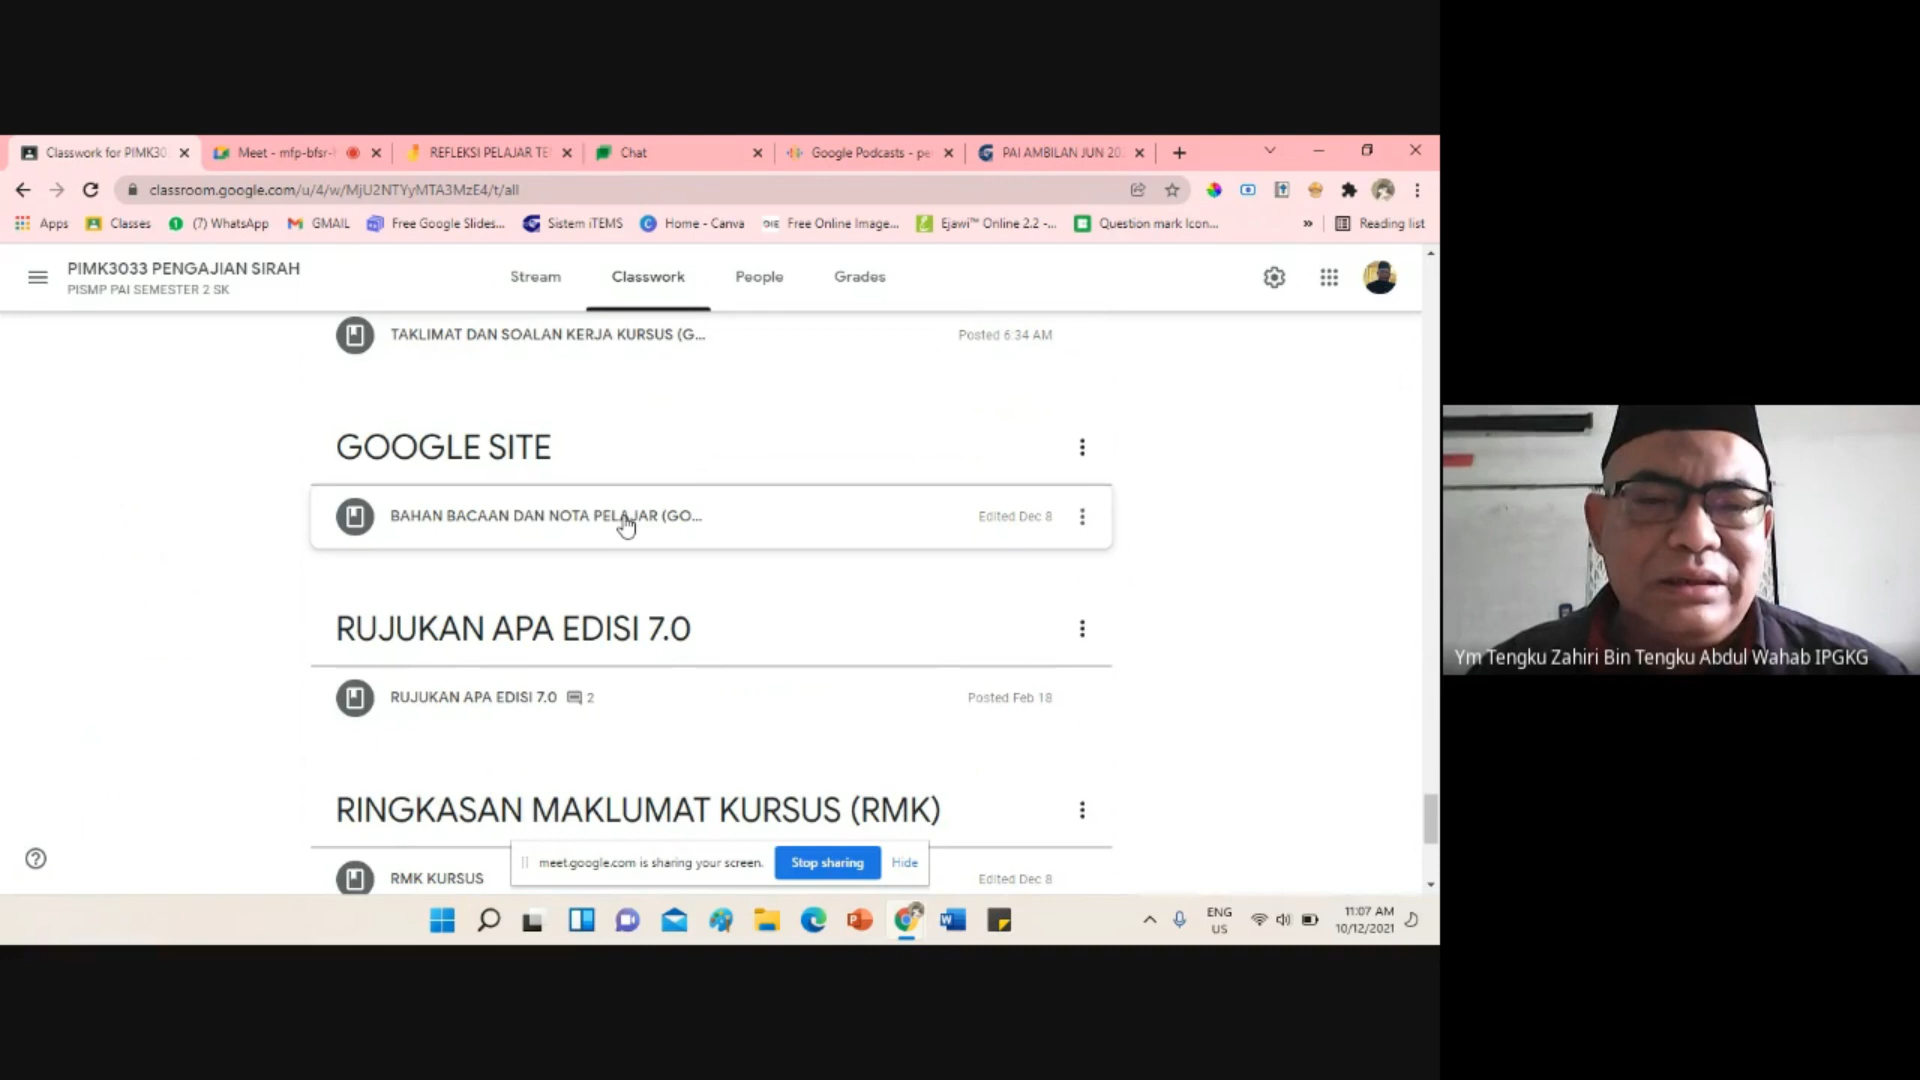 Classwork for PIMK30
Meet - mfp-bfsr-
REFLEKSI PELAJAR TE
Chat
Google Podcasts - pe
PAI AMBILAN JUN 20
classroom.google.com/u/4/w/MjU2NTYyMTA3MzE4/t/all
Apps
Classes
(7) WhatsApp
GMAIL
Free Google Slides...
Sistem iTEMS
Home - Canva
OIE Free Online Image...
Ejawi™ Online 2.2 -...
Question mark Icon...
»
Reading list
PIMK3033 PENGAJIAN SIRAH
PISMP PAI SEMESTER 2 SK
Stream
Classwork
People
Grades
TAKLIMAT DAN SOALAN KERJA KURSUS (G...
Posted 6:34 AM
GOOGLE SITE
BAHAN BACAAN DAN NOTA PELAJAR (GO...
Edited Dec 8
RUJUKAN APA EDISI 7.0
RUJUKAN APA EDISI 7.0 2
Posted Feb 18
RINGKASAN MAKLUMAT KURSUS (RMK)
RMK KURSUS
Edited Dec 8
meet.google.com is sharing your screen.
Stop sharing
Hide
ENG
US
11:07 AM
10/12/2021
Ym Tengku Zahiri Bin Tengku Abdul Wahab IPGKG